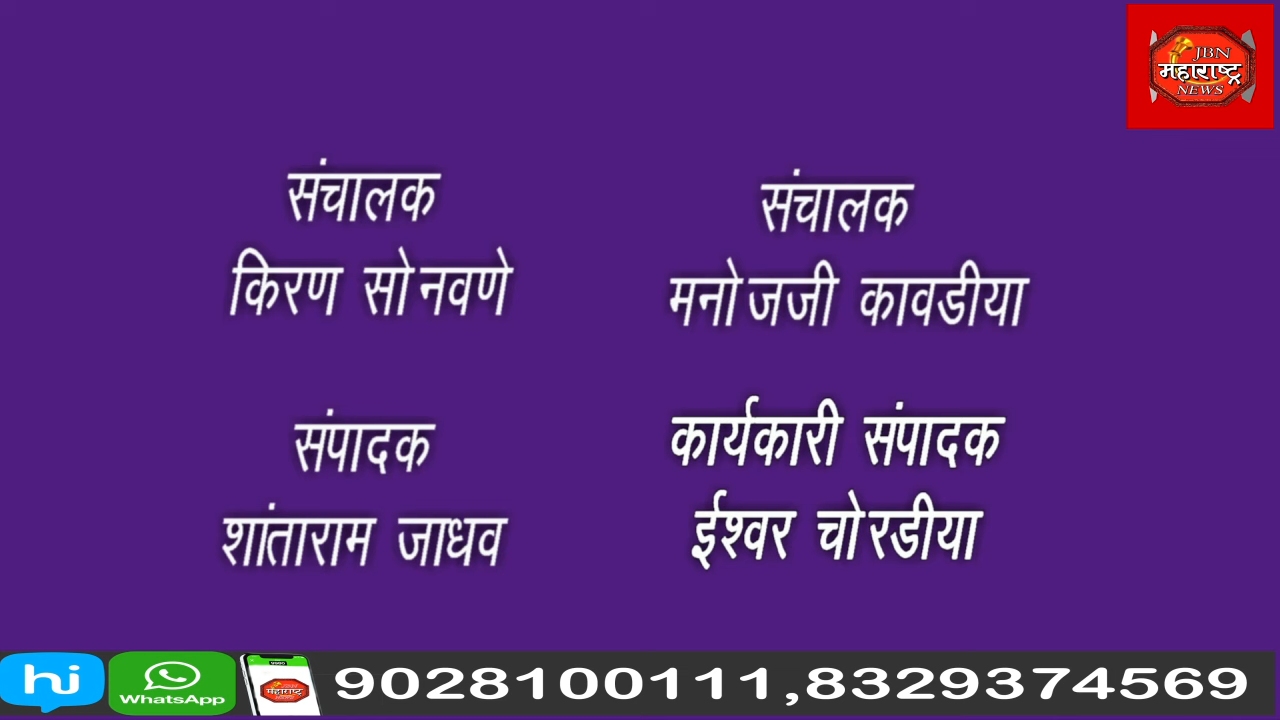 JBN
महाराष्ट्र
NEWS
संचालक
किरण सोनवणे
संचालक
मनोजजी कावडीया
संपादक
शांताराम जाधव
कार्यकारी संपादक
ईश्वर चोरडीया
hi
WhatsApp
महाराष्ट्र
9028100111,8329374569